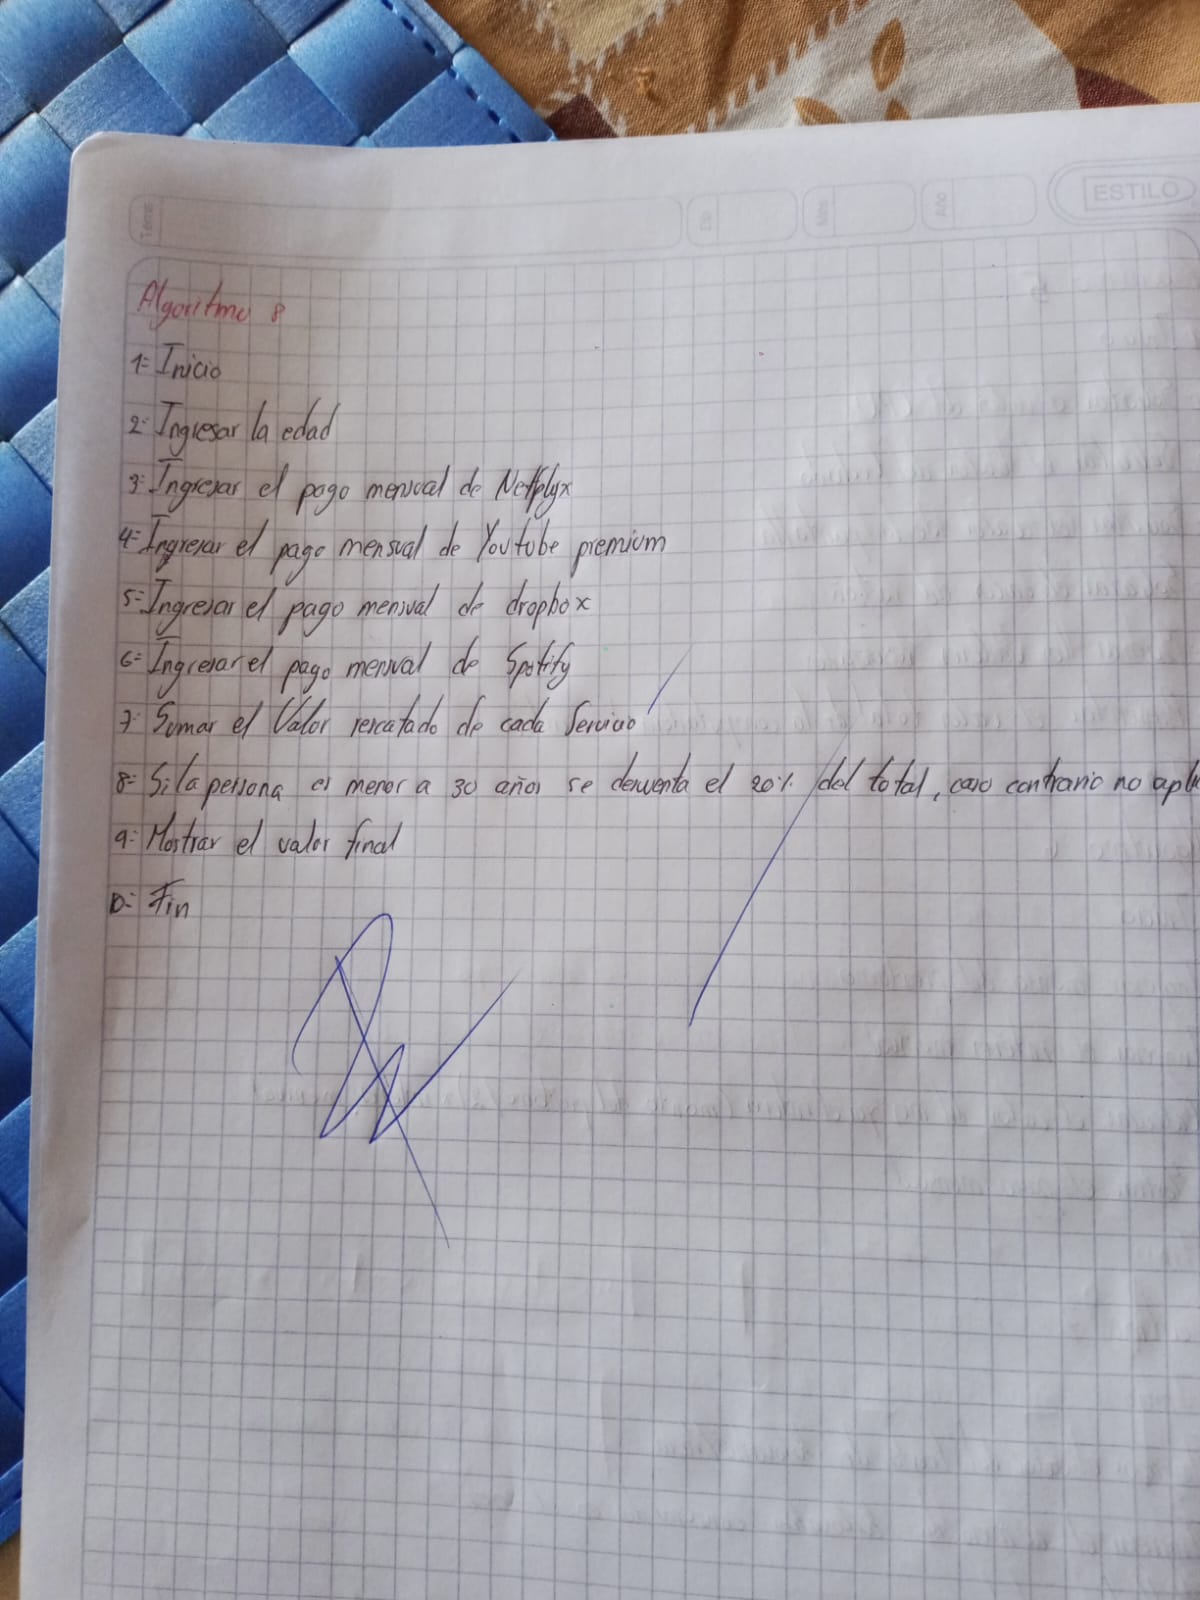 Tema
Día
Mes
Año
ESTILO
Algoritmo 8
1= Inicio
2= Ingresar la edad
3= Ingresar el pago mensual de Netflyx
4= Ingresar el pago mensual de Youtube premium
5= Ingresar el pago mensual de dropbox
6= Ingresar el pago mensual de Spotify
7= Sumar el Valor rescatado de cada Servicio
8= Si la persona es menor a 30 años se descuenta el 20% del total, caso contrario no apli
9= Mostrar el valor final
10= Fin